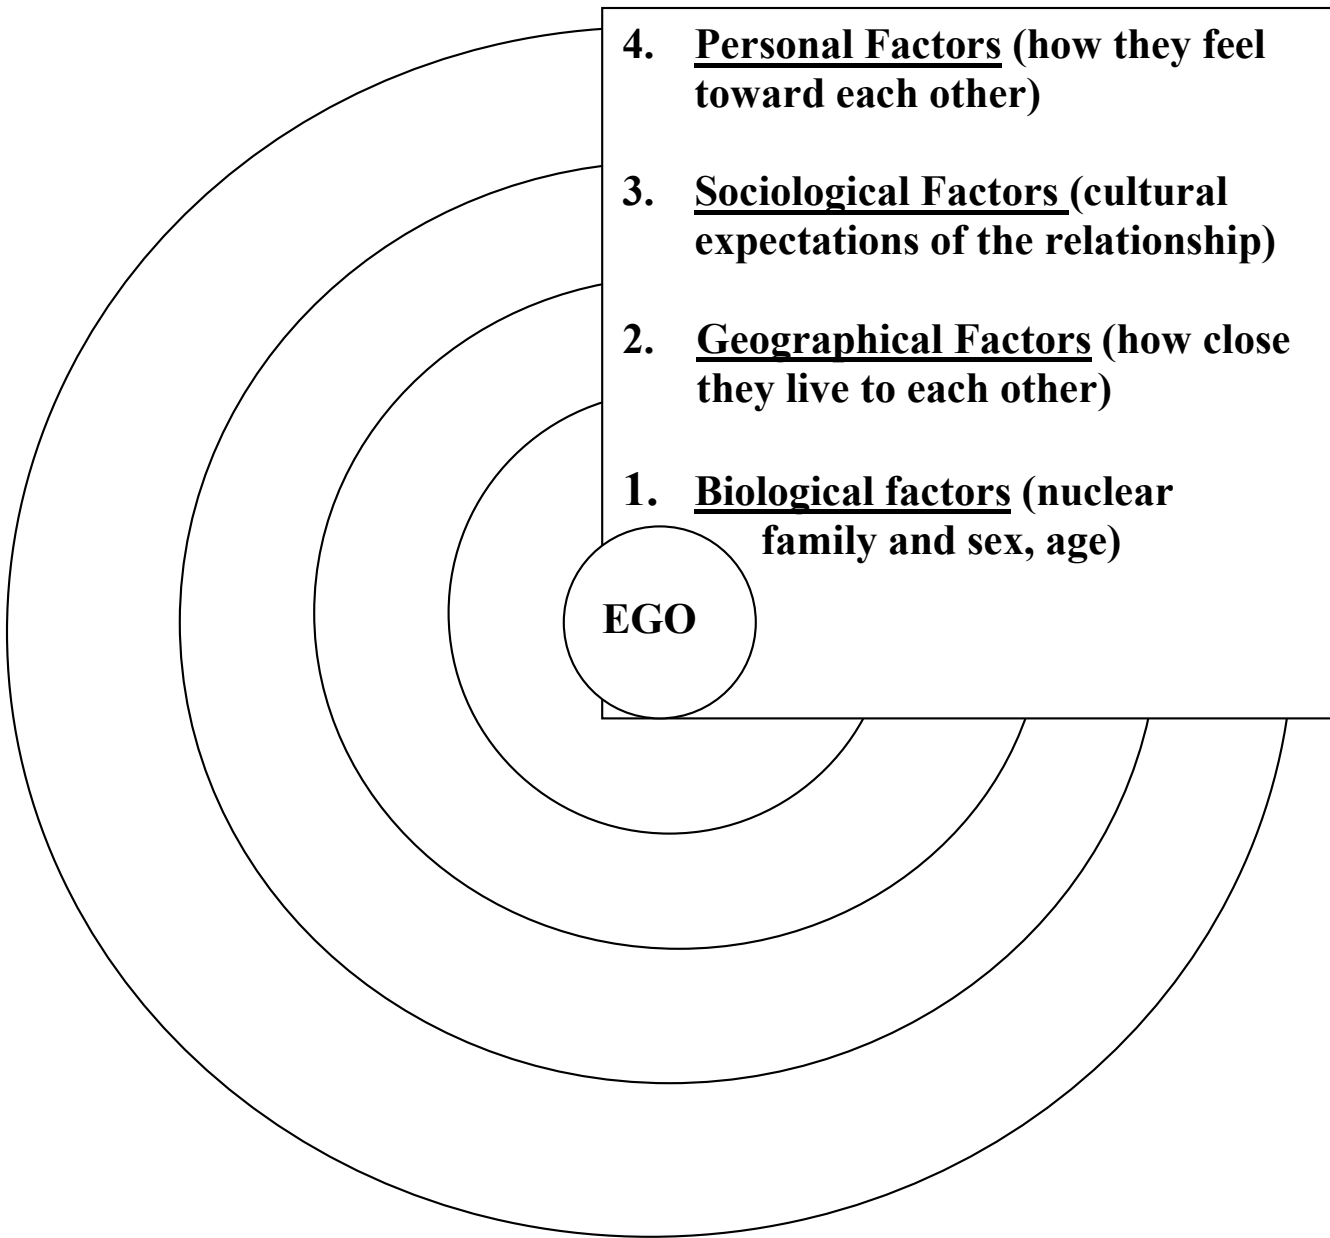 4. Personal Factors (how they feel
toward each other)
3. Sociological Factors (cultural
expectations of the relationship)
2. Geographical Factors (how close
they live to each other)
1. Biological factors (nuclear
family and sex, age)
EGO